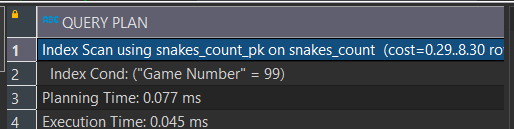 QUERY PLAN
1 Index Scan using snakes_count_pk on snakes_count (cost=0.29..8.30
2 Index Cond: ("Game Number" = 99)
3 Planning Time: 0.077 ms
4 Execution Time: 0.045 ms